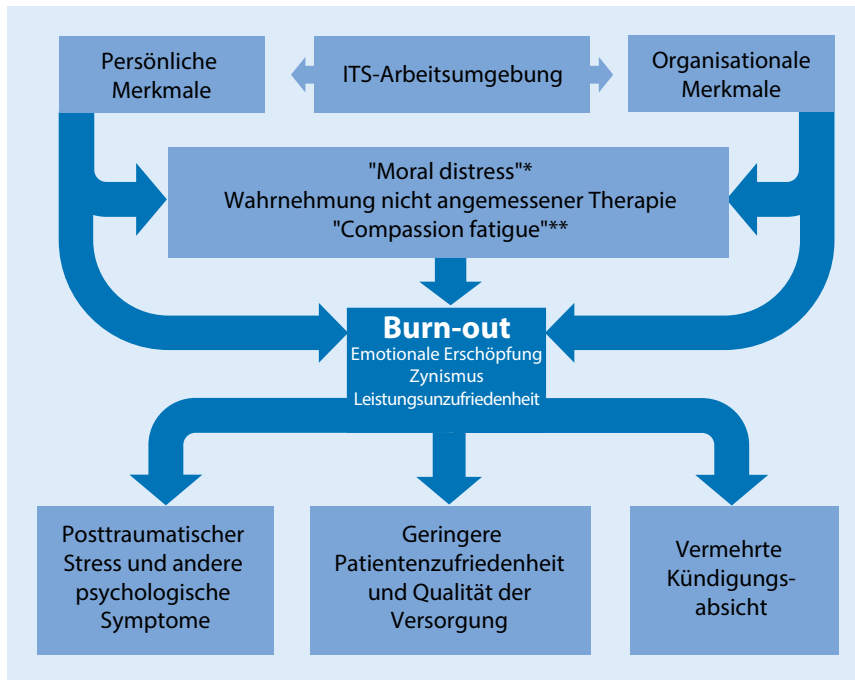 Persönliche
Merkmale
ITS-Arbeitsumgebung
Organisationale
Merkmale
"Moral distress"*
Wahrnehmung nicht angemessener Therapie
"Compassion fatigue"**
Burn-out
Emotionale Erschöpfung
Zynismus
Leistungsunzufriedenheit
Posttraumatischer
Stress und andere
psychologische
Symptome
Geringere
Patientenzufriedenheit
und Qualität der
Versorgung
Vermehrte
Kündigungs-
absicht